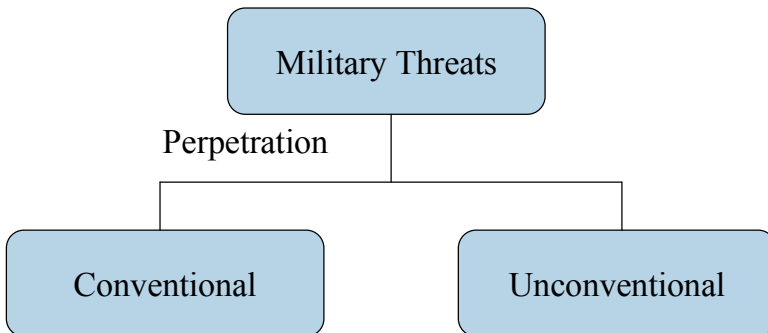 Military Threats
Perpetration
Conventional
Unconventional